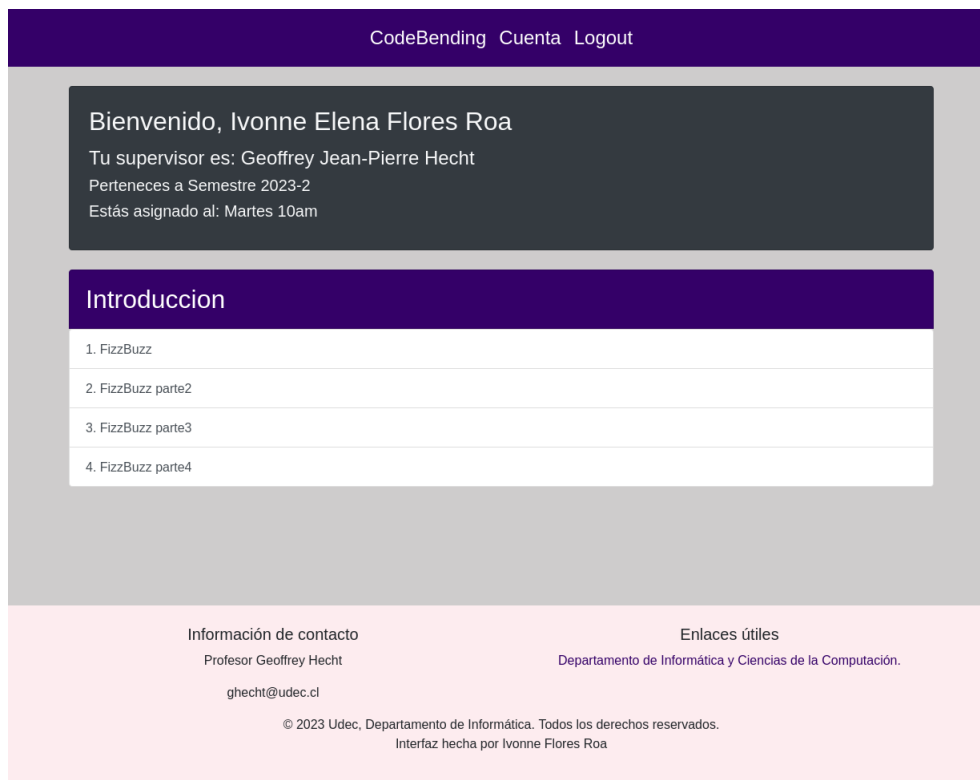 CodeBending Cuenta Logout
Bienvenido, Ivonne Elena Flores Roa
Tu supervisor es: Geoffrey Jean-Pierre Hecht
Perteneces a Semestre 2023-2
Estás asignado al: Martes 10am
Introduccion
1. FizzBuzz
2. FizzBuzz parte2
3. FizzBuzz parte3
4. FizzBuzz parte4
Información de contacto
Profesor Geoffrey Hecht
ghecht@udec.cl
Enlaces útiles
Departamento de Informática y Ciencias de la Computación.
© 2023 Udec, Departamento de Informática. Todos los derechos reservados.
Interfaz hecha por Ivonne Flores Roa